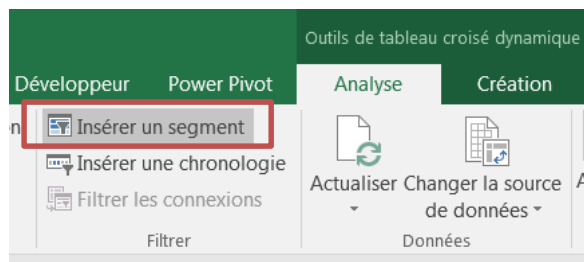 Outils de tableau croisé dynamique
Développeur Power Pivot Analyse Création
Insérer un segment
Insérer une chronologie
Filtrer les connexions
Filtrer
Actualiser
Changer la source
de données
Données